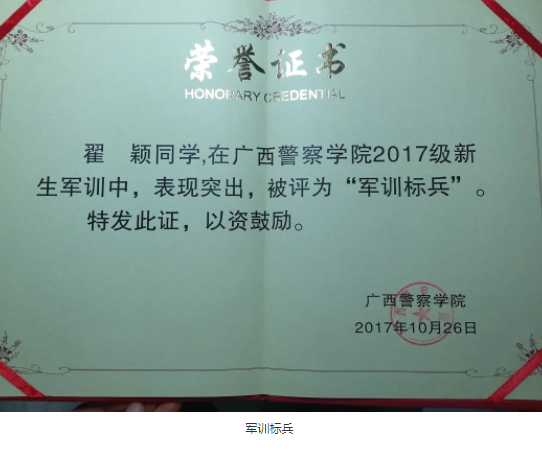 荣誉证书
HONORARY CREDENTIAL
翟 颖同学,在广西警察学院2017级新
生军训中，表现突出，被评为“军训标兵”。
特发此证，以资鼓励。
广西警察学院
2017年10月26日
军训标兵